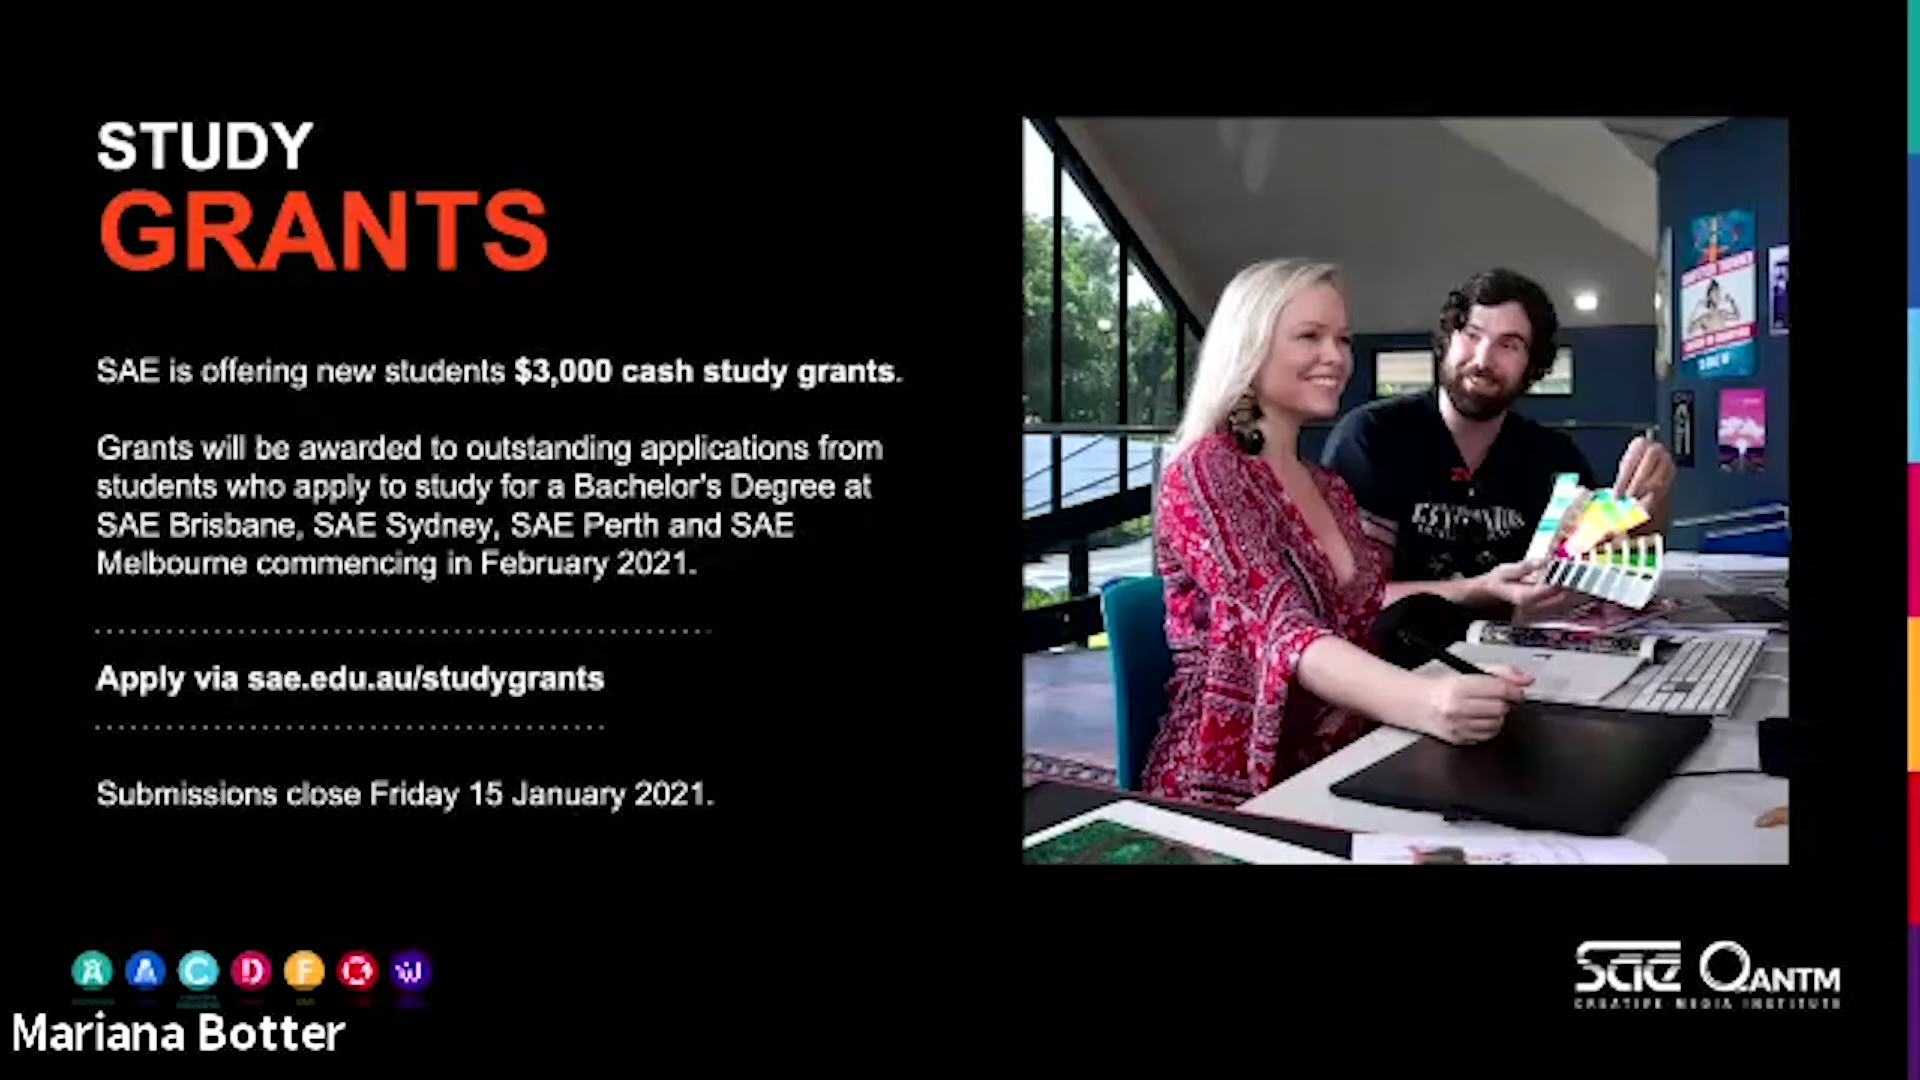 STUDY
GRANTS
SAE is offering new students $3,000 cash study grants.
Grants will be awarded to outstanding applications from
students who apply to study for a Bachelor's Degree at
SAE Brisbane, SAE Sydney, SAE Perth and SAE
Melbourne commencing in February 2021.
Apply via sae.edu.au/studygrants
Submissions close Friday 15 January 2021.
A A C D F G W
sae QANTM
CREATIVE MEDIA INSTITUTE
Mariana Botter